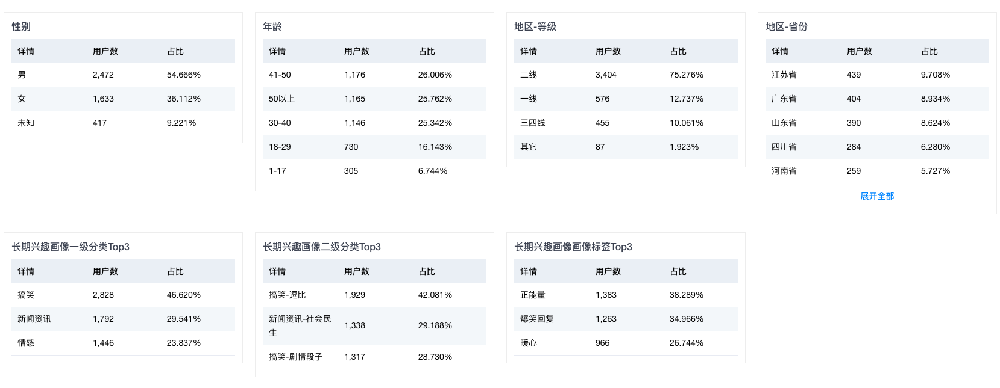 性别
详情 用户数 占比
男 2,472 54.666%
女 1,633 36.112%
未知 417 9.221%
年龄
详情 用户数 占比
41-50 1,176 26.006%
50以上 1,165 25.762%
30-40 1,146 25.342%
18-29 730 16.143%
1-17 305 6.744%
地区-等级
详情 用户数 占比
二线 3,404 75.276%
一线 576 12.737%
三四线 455 10.061%
其它 87 1.923%
地区-省份
详情 用户数 占比
江苏省 439 9.708%
广东省 404 8.934%
山东省 390 8.624%
四川省 284 6.280%
河南省 259 5.727%
展开全部
长期兴趣画像一级分类Top3
详情 用户数 占比
搞笑 2,828 46.620%
新闻资讯 1,792 29.541%
情感 1,446 23.837%
长期兴趣画像二级分类Top3
详情 用户数 占比
搞笑-逗比 1,929 42.081%
新闻资讯-社会民
生 1,338 29.188%
搞笑-剧情段子 1,317 28.730%
长期兴趣画像画像标签Top3
详情 用户数 占比
正能量 1,383 38.289%
爆笑回复 1,263 34.966%
暖心 966 26.744%